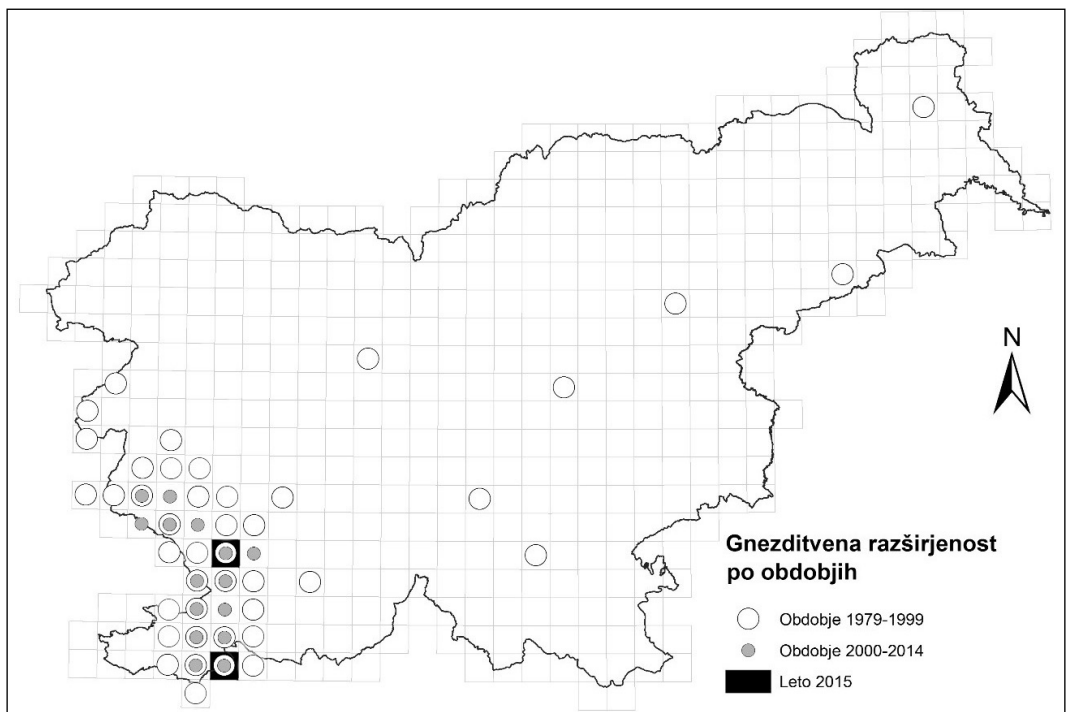 N
Gnezditvena razširjenost
po obdobjih
Obdobje 1979-1999
Obdobje 2000-2014
Leto 2015